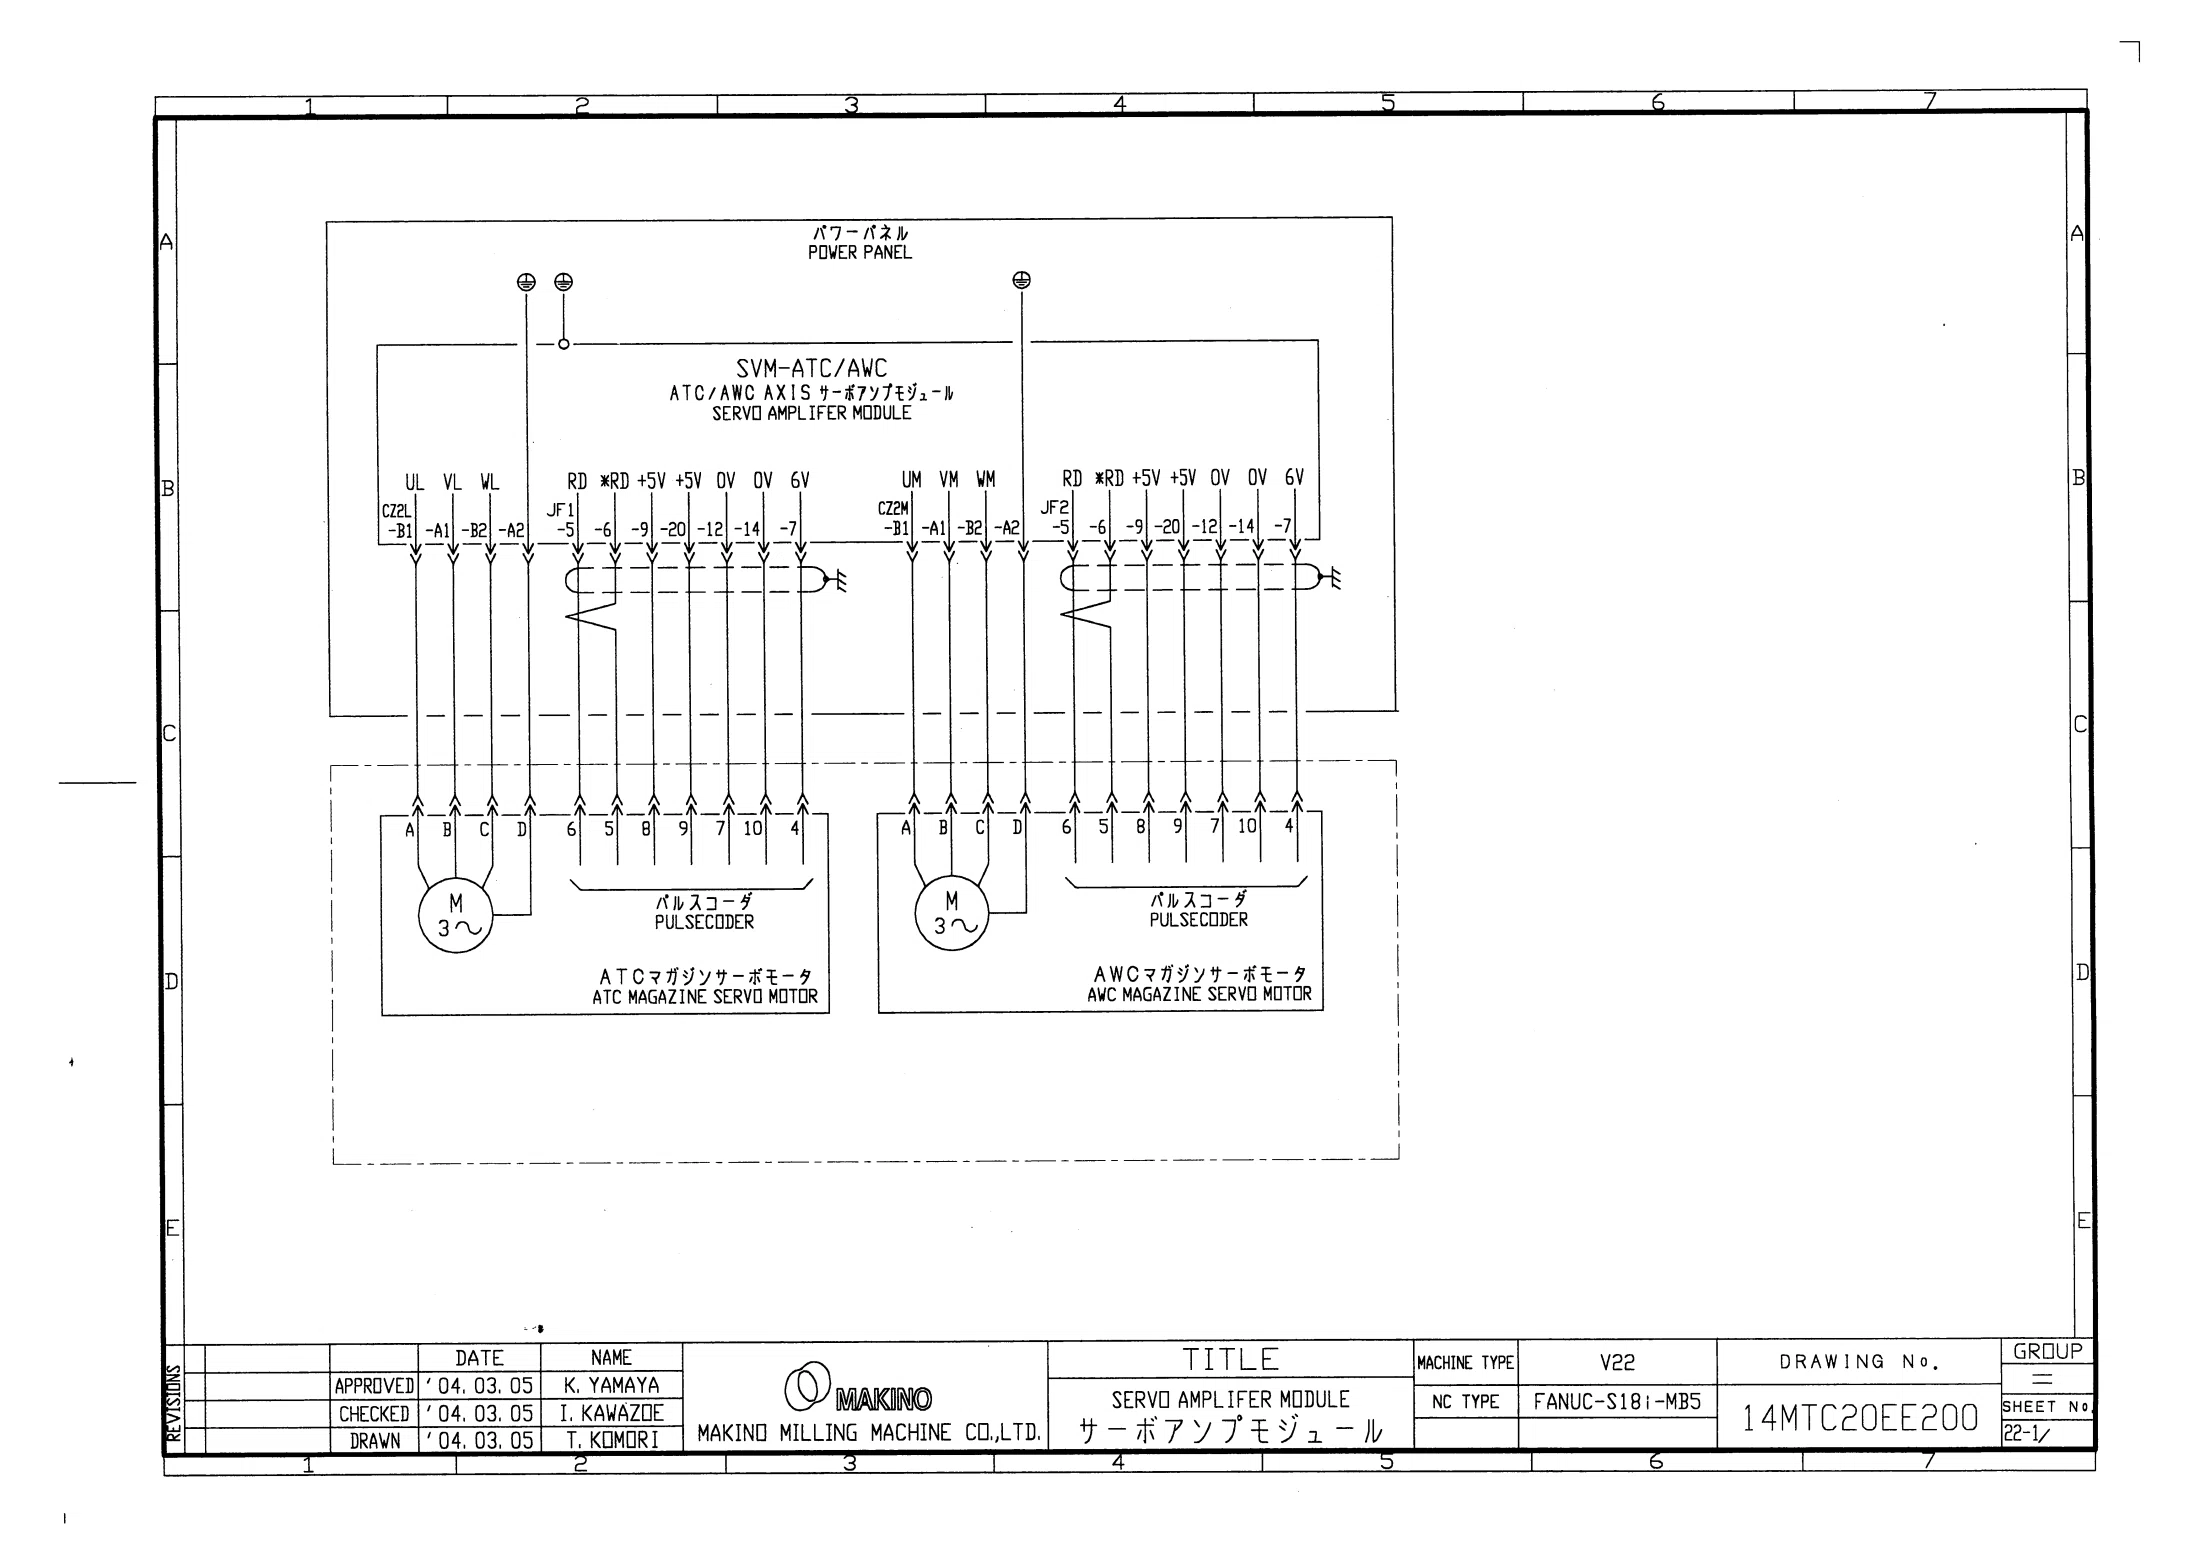 1 2 3 4 5 6 7
A A
パワーパネル
POWER PANEL
SVM-ATC/AWC
ATC/AWC AXIS サーボアンプモジュール
SERVO AMPLIFER MODULE
B B
UL VL WL RD *RD +5V +5V 0V 0V 6V UM VM WM RD *RD +5V +5V 0V 0V 6V
CZ2L JF1 CZ2M JF2
-B1 -A1 -B2 -A2 -5 -6 -9 -20 -12 -14 -7 -B1 -A1 -B2 -A2 -5 -6 -9 -20 -12 -14 -7
C C
A B C D 6 5 8 9 7 10 4 A B C D 6 5 8 9 7 10 4
M パルスコーダ M パルスコーダ
3~ PULSECODER 3~ PULSECODER
D D
ATCマガジンサーボモータ AWCマガジンサーボモータ
ATC MAGAZINE SERVO MOTOR AWC MAGAZINE SERVO MOTOR
E E
REVISIONS
DATE NAME
APPROVED '04.03.05 K. YAMAYA
CHECKED '04.03.05 I. KAWAZOE
DRAWN '04.03.05 T. KOMORI
MAKINO
MAKINO MILLING MACHINE CO.,LTD.
TITLE
SERVO AMPLIFER MODULE
サーボアンプモジュール
MACHINE TYPE V22
NC TYPE FANUC-S18i-MB5
DRAWING No.
14MTC20EE200
GROUP
=
SHEET No.
22-1/
1 2 3 4 5 6 7